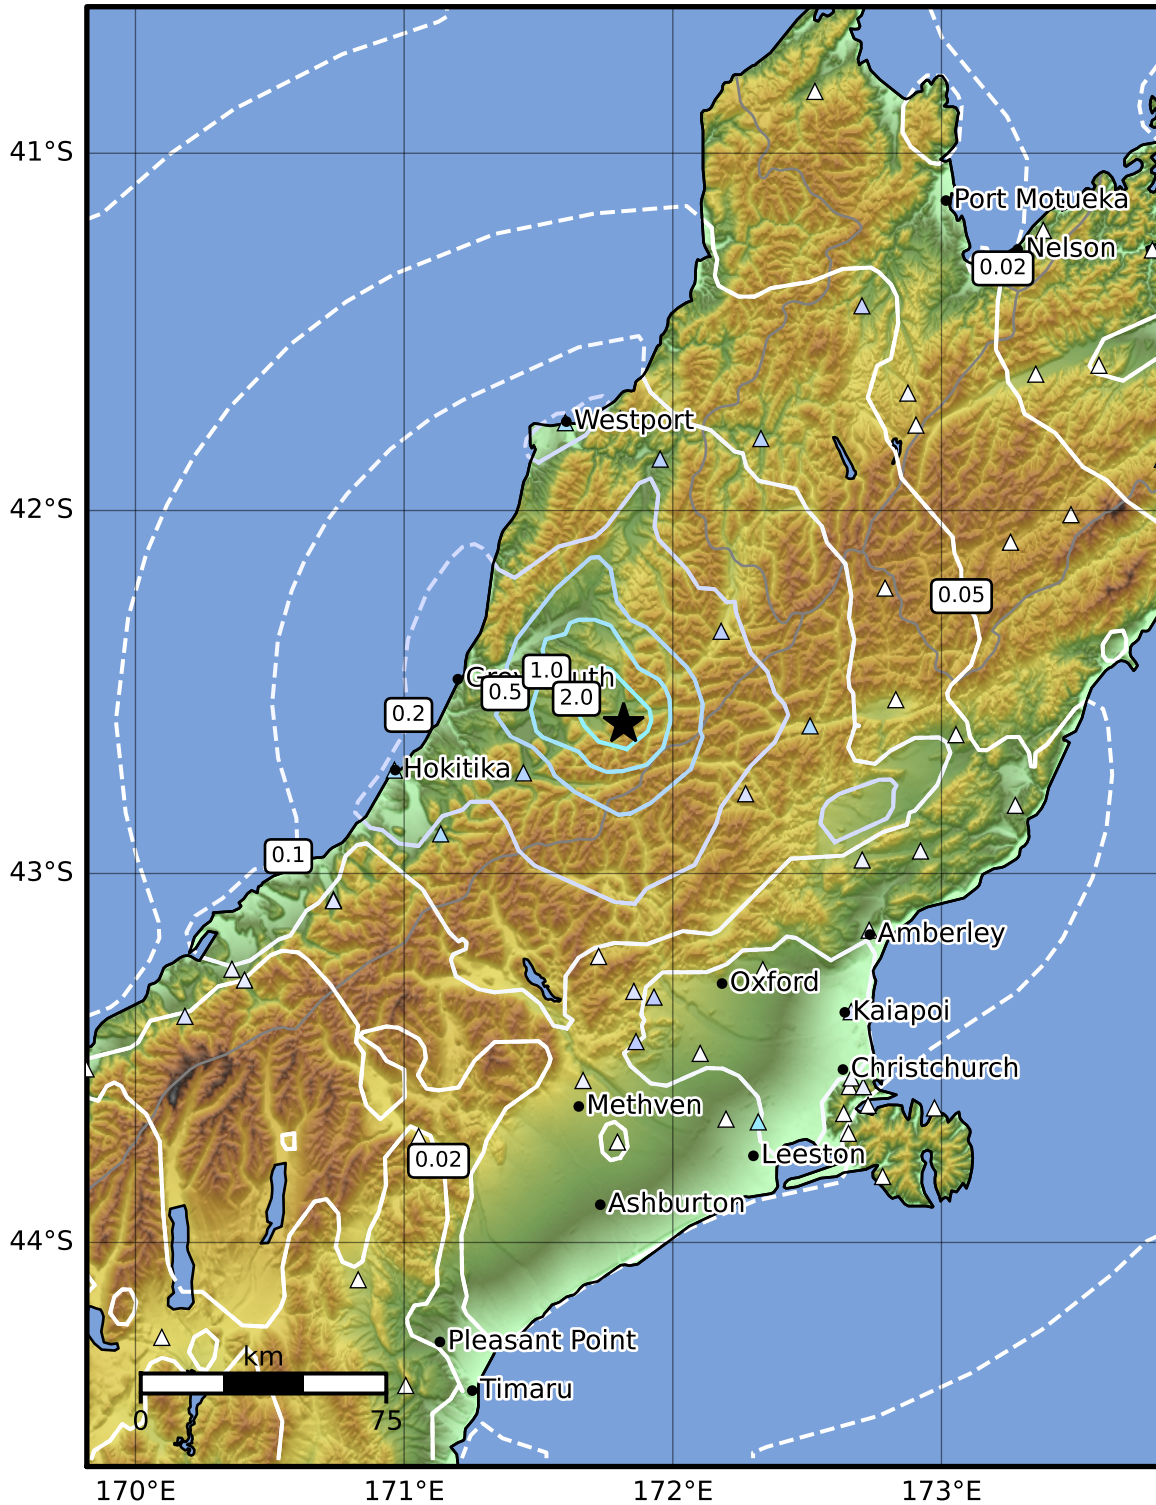 41°S
Port Motueka
Nelson
0.02
Westport
42°S
0.05
1.0
0.5
2.0
0.2
Hokitika
0.1
43°S
Amberley
Oxford
Kaiapoi
Christchurch
Methven
0.02
Leeston
Ashburton
44°S
Pleasant Point
km
Timaru
0
75
170°E
171°E
172°E
173°E